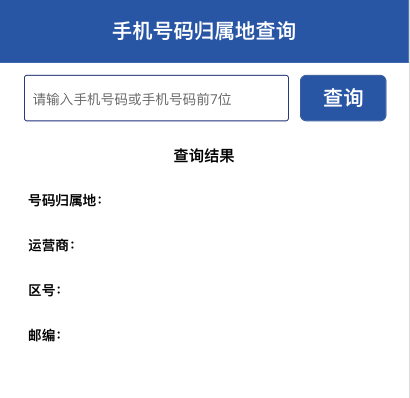 手机号码归属地查询
请输入手机号码或手机号码前7位
查询
查询结果
号码归属地：
运营商：
区号：
邮编：